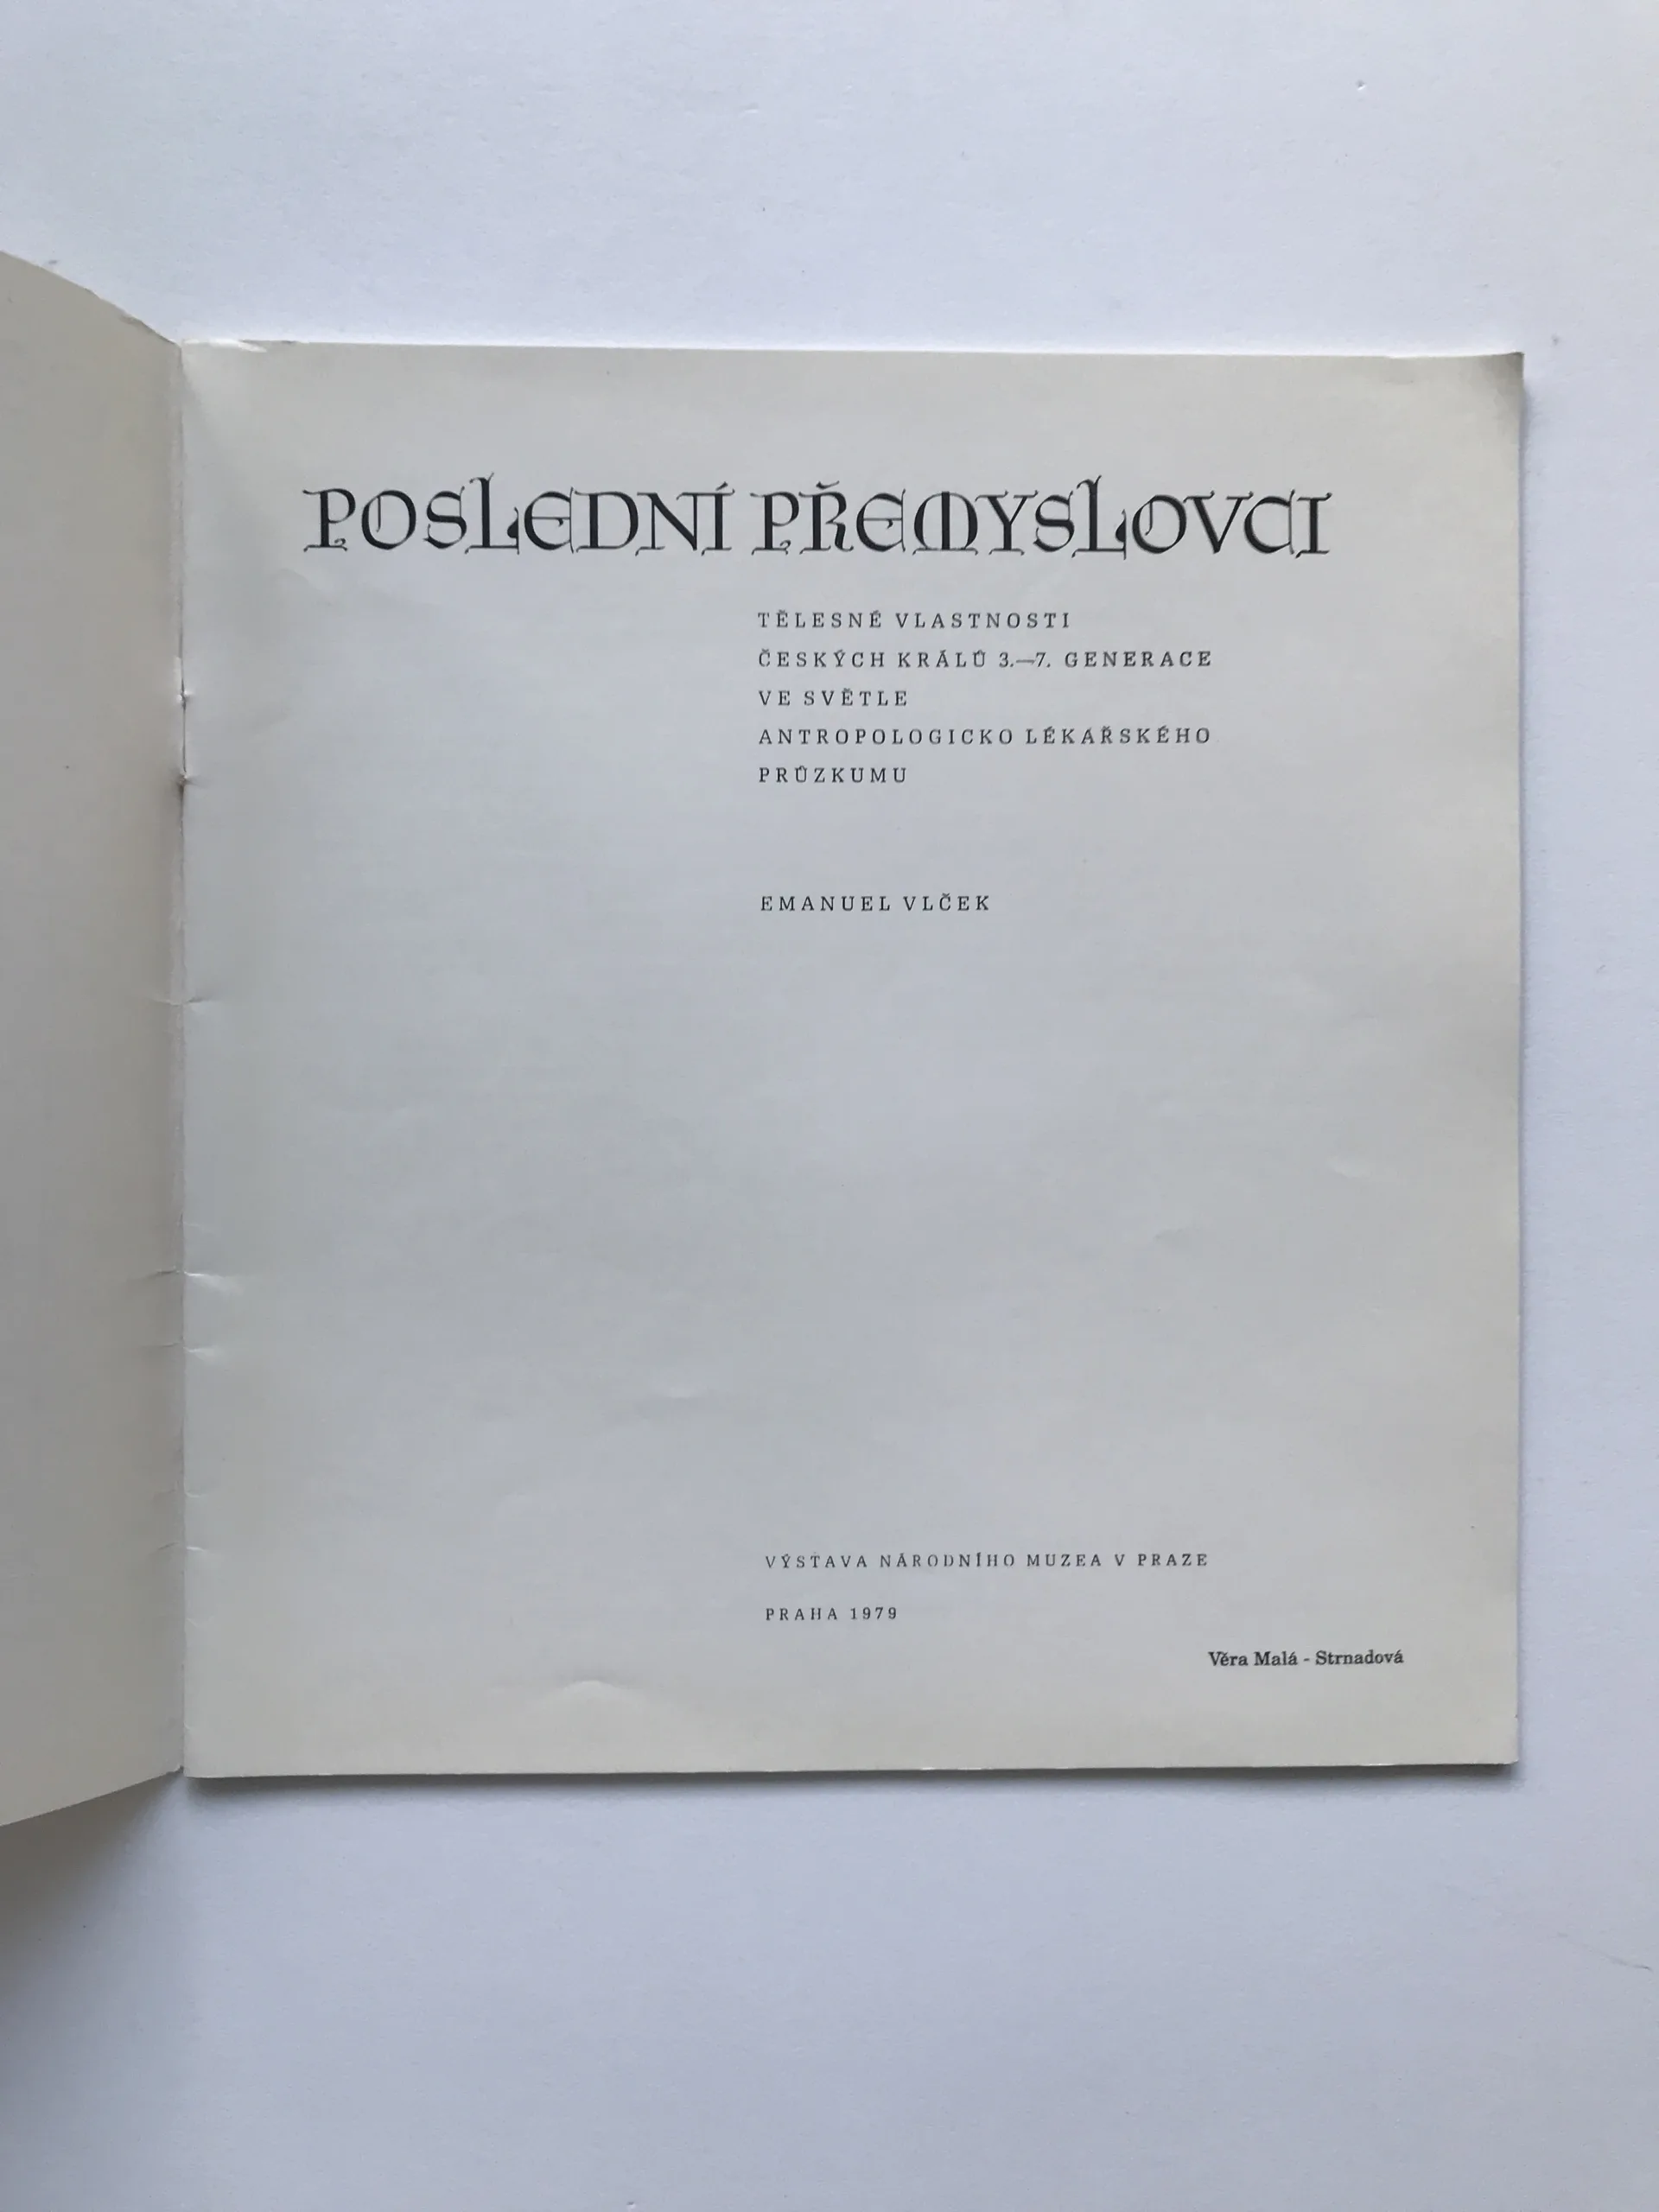 POSLEDNÍ PŘEMYSLOVCI
TĚLESNÉ VLASTNOSTI
ČESKÝCH KRÁLŮ 3.—7. GENERACE
VE SVĚTLE
ANTROPOLOGICKO LÉKAŘSKÉHO
PRŮZKUMU
EMANUEL VLČEK
VÝSTAVA NÁRODNÍHO MUZEA V PRAZE
PRAHA 1979
Věra Malá - Strnadová